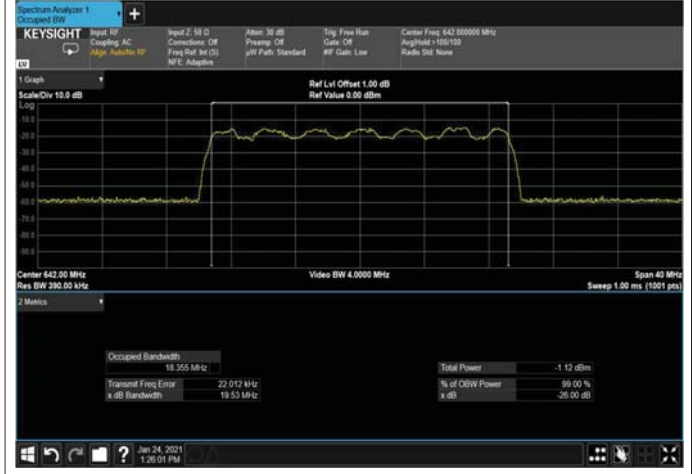 Spectrum Analyzer 1
Occupied BW
+
KEYSIGHT Input: RF Input Z: 50 Ω Atten: 30 dB Trig: Free Run Center Freq: 642.000000 MHz
Coupling: AC Corrections: Off Preamp: Off Gate: Off Avg|Hold:>100/100
Align: Auto/No RF Freq Ref: Int (S) µW Path: Standard #IF Gain: Low Radio Std: None
NFE: Adaptive
LV
1 Graph
Ref Lvl Offset 1.00 dB
Scale/Div 10.0 dB Ref Value 0.00 dBm
Log
-10.0
-20.0
-30.0
-40.0
-50.0
-60.0
-70.0
-80.0
-90.0
Center 642.00 MHz Video BW 4.0000 MHz Span 40 MHz
Res BW 390.00 kHz Sweep 1.00 ms (1001 pts)
2 Metrics
Occupied Bandwidth
18.355 MHz Total Power -1.12 dBm
Transmit Freq Error 22.012 kHz % of OBW Power 99.00 %
x dB Bandwidth 19.53 MHz x dB -26.00 dB
? Jan 24, 2021
1:26:01 PM